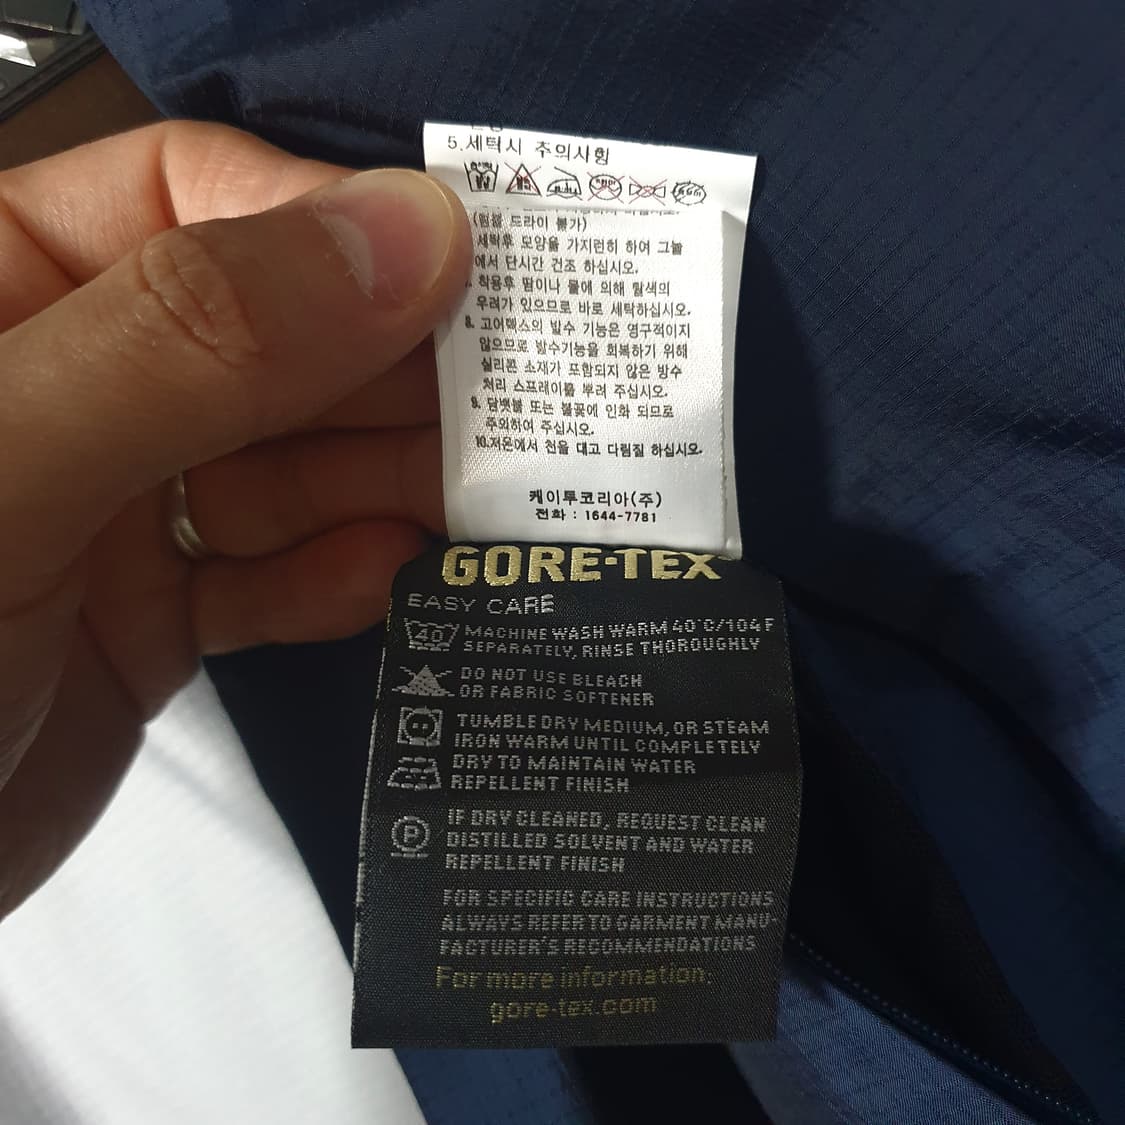 5.세탁시 주의사항
(텀블 드라이 불가)
세탁후 모양을 가지런히 하여 그늘
에서 단시간 건조 하십시오.
착용후 땀이나 물에 의해 탈색의
우려가 있으므로 바로 세탁하십시오.
8. 고어텍스의 발수 기능은 영구적이지
않으므로 발수기능을 회복하기 위해
실리콘 소재가 포함되지 않은 방수
처리 스프레이를 뿌려 주십시오.
9. 담뱃불 또는 불꽃에 인화 되므로
주의하여 주십시오.
10.저온에서 천을 대고 다림질 하십시오.
케이투코리아(주)
전화 : 1644-7781
GORE-TEX
EASY CARE
40 MACHINE WASH WARM 40°C/104 F
SEPARATELY, RINSE THOROUGHLY
DO NOT USE BLEACH
OR FABRIC SOFTENER
TUMBLE DRY MEDIUM, OR STEAM
IRON WARM UNTIL COMPLETELY
DRY TO MAINTAIN WATER
REPELLENT FINISH
P
IF DRY CLEANED, REQUEST CLEAN
DISTILLED SOLVENT AND WATER
REPELLENT FINISH
FOR SPECIFIC CARE INSTRUCTIONS
ALWAYS REFER TO GARMENT MANU-
FACTURER'S RECOMMENDATIONS
For more information:
gore-tex.com